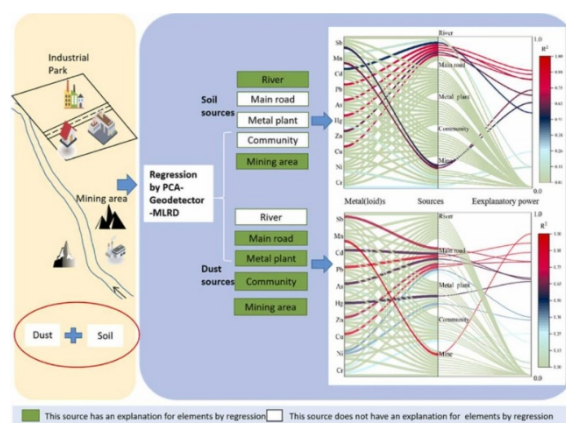 Industrial
Park
Mining area
Dust
Soil
Regression
by PCA-
Geodetector
-MLRD
Soil
sources
River
Main road
Metal plant
Community
Mining area
Dust
sources
River
Main road
Metal plant
Community
Mining area
Sb
Mn
Cd
Pb
As
Hg
Zn
Cu
Ni
Cr
River
Main road
Metal plant
Community
Mine
1.0
0.0
R²
Metal(loid)s Sources Eexplanatory power
Sb
Mn
Cd
Pb
As
Hg
Zn
Cu
Ni
Cr
River
Main road
Metal plant
Community
Mine
1.0
0.0
R²
This source has an explanation for elements by regression
This source does not have an explanation for elements by regression